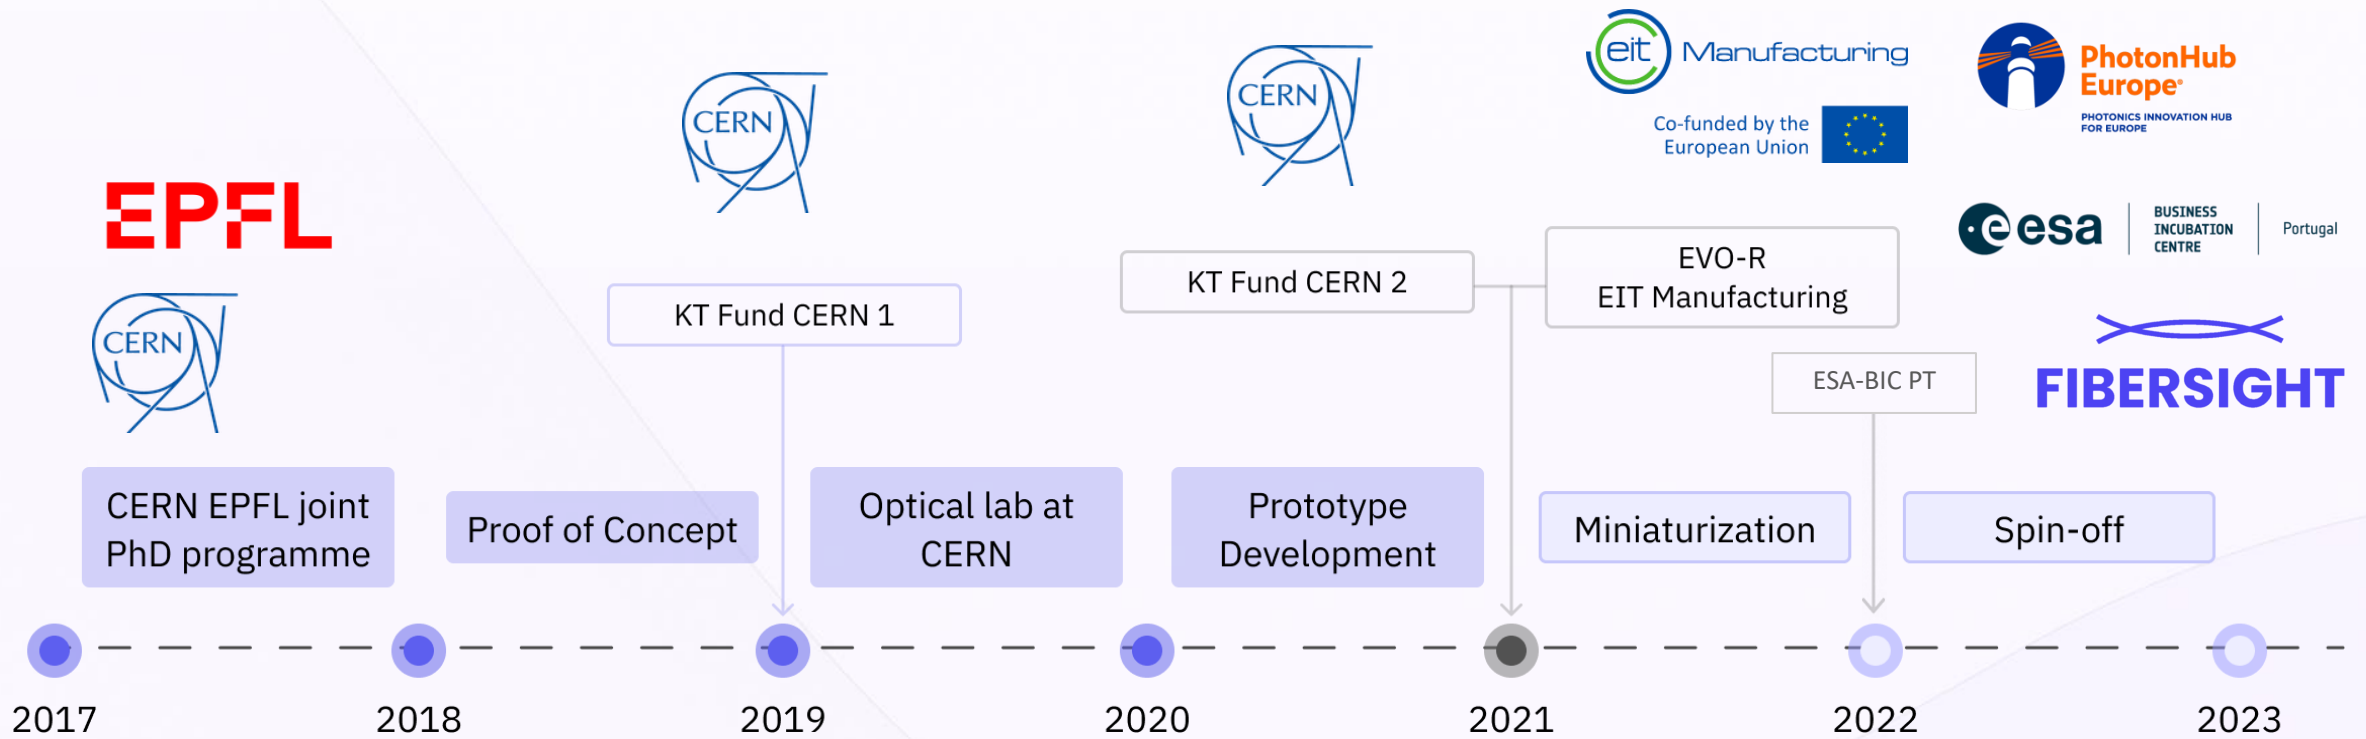 EPFL
CERN
CERN EPFL joint
PhD programme
Proof of Concept
CERN
KT Fund CERN 1
Optical lab at
CERN
CERN
KT Fund CERN 2
Prototype
Development
eit Manufacturing
Co-funded by the
European Union
EVO-R
EIT Manufacturing
Miniaturization
PhotonHub
Europe®
PHOTONICS INNOVATION HUB
FOR EUROPE
esa
BUSINESS
INCUBATION
CENTRE
Portugal
ESA-BIC PT
FIBERSIGHT
Spin-off
2017
2018
2019
2020
2021
2022
2023